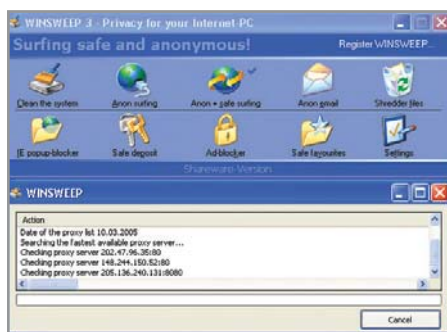 WINSWEEP 3 - Privacy for your Internet-PC
Surfing safe and anonymous!
Register WINSWEEP...
Clean the system
Anon surfing
Anon + safe surfing
Anon email
Shredder files
IE popup-blocker
Safe deposit
Ad-blocker
Safe favourites
Settings
Shareware-Version
WINSWEEP
Action
Date of the proxy list 10.03.2005
Searching the fastest available proxy server...
Checking proxy server 202.47.96.35:80
Checking proxy server 148.244.150.52:80
Checking proxy server 205.136.240.131:8080
Cancel